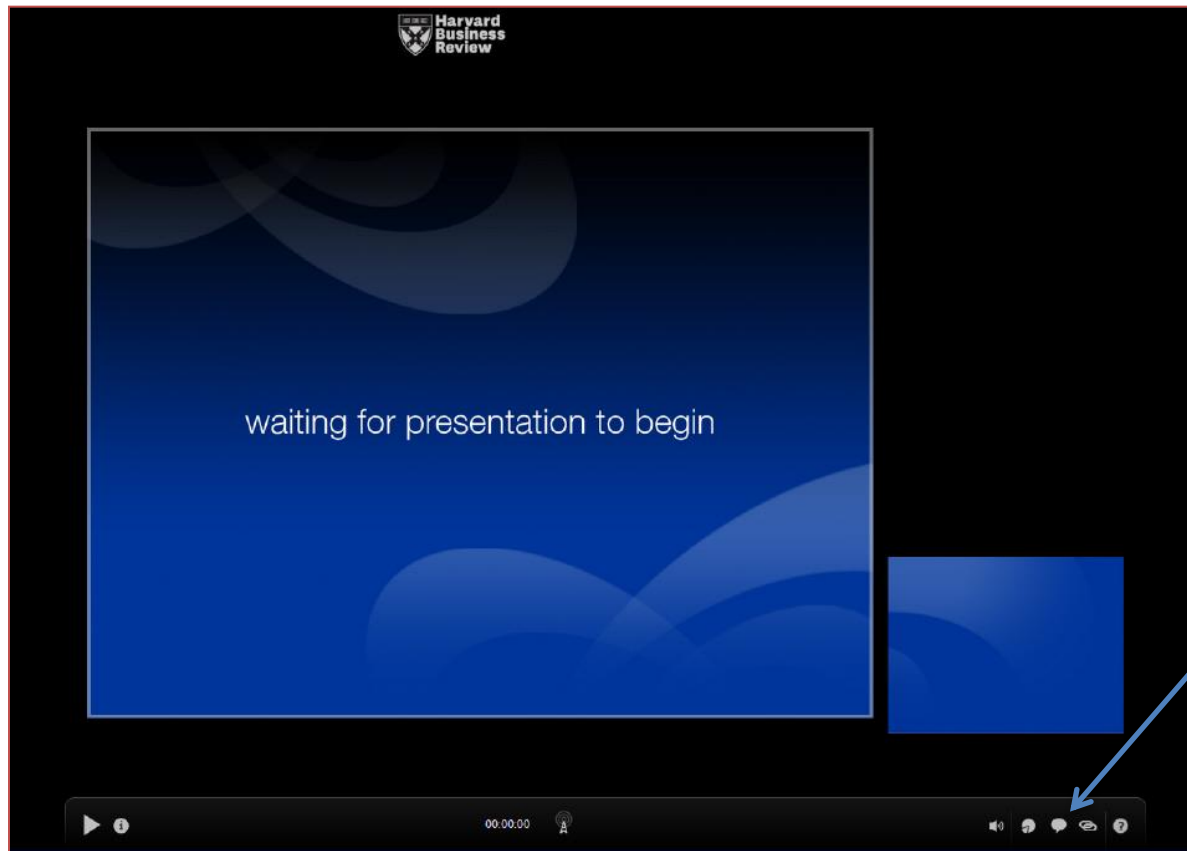 Harvard
Business
Review
waiting for presentation to begin
00:00:00